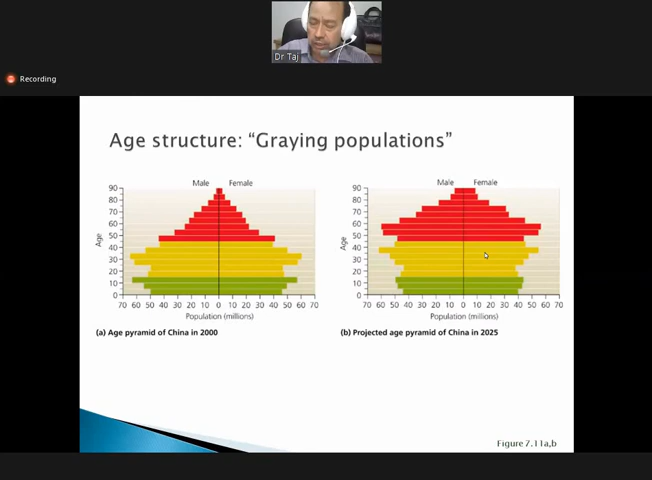 Dr Taj
Recording
Age structure: “Graying populations”
Male Female
90
80
70
60
50
40
30
20
10
0
Age
70 60 50 40 30 20 10 0 10 20 30 40 50 60 70
Population (millions)
(a) Age pyramid of China in 2000
Male Female
90
80
70
60
50
40
30
20
10
0
Age
70 60 50 40 30 20 10 0 10 20 30 40 50 60 70
Population (millions)
(b) Projected age pyramid of China in 2025
Figure 7.11a,b